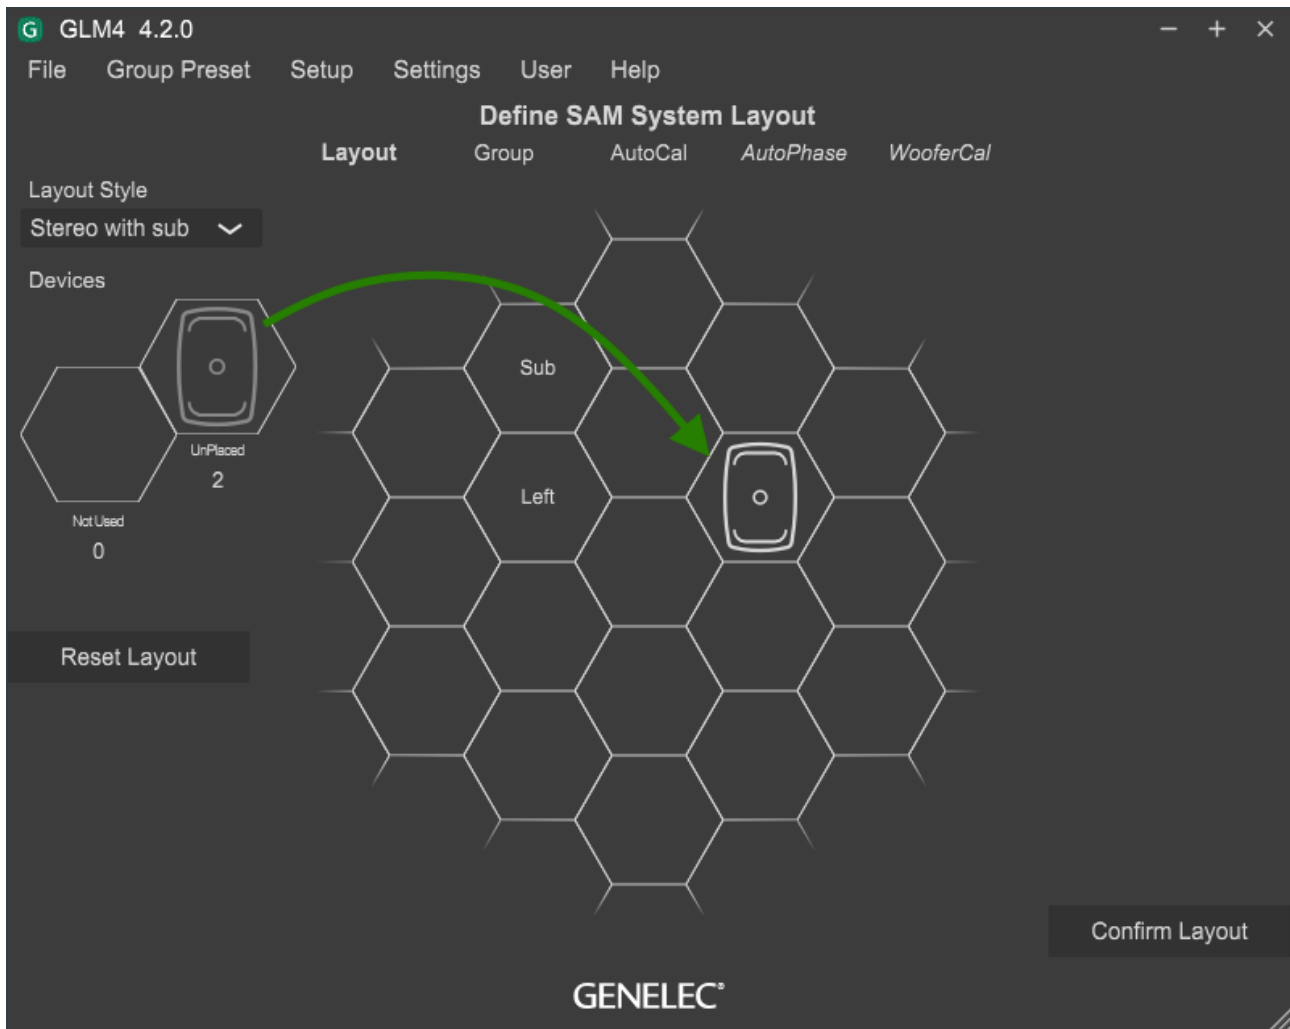 G GLM4 4.2.0
File Group Preset Setup Settings User Help
Define SAM System Layout
Layout Group AutoCal AutoPhase WooferCal
Layout Style
Stereo with sub
Devices
UnPlaced
2
Not Used
0
Sub
Left
Reset Layout
Confirm Layout
GENELEC®